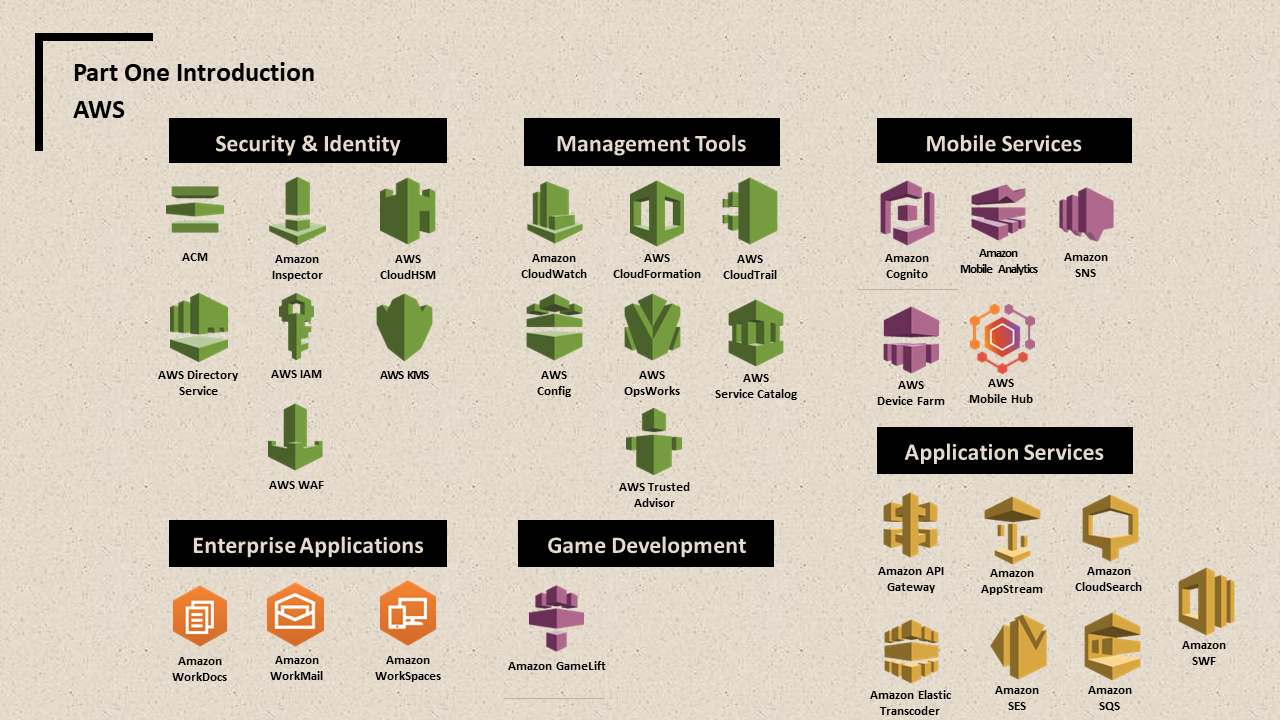 Part One Introduction
AWS
Security & Identity
ACM
Amazon
Inspector
AWS
CloudHSM
AWS Directory
Service
AWS IAM
AWS KMS
AWS WAF
Management Tools
Amazon
CloudWatch
AWS
CloudFormation
AWS
CloudTrail
AWS
Config
AWS
OpsWorks
AWS
Service Catalog
AWS Trusted
Advisor
Mobile Services
Amazon
Cognito
Amazon
Mobile Analytics
Amazon
SNS
AWS
Device Farm
AWS
Mobile Hub
Application Services
Amazon API
Gateway
Amazon
AppStream
Amazon
CloudSearch
Amazon
SWF
Amazon Elastic
Transcoder
Amazon
SES
Amazon
SQS
Enterprise Applications
Amazon
WorkDocs
Amazon
WorkMail
Amazon
WorkSpaces
Game Development
Amazon GameLift